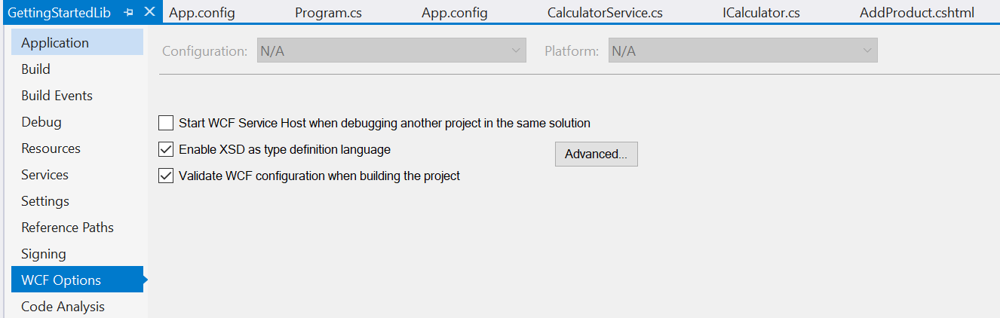 GettingStartedLib App.config Program.cs App.config CalculatorService.cs ICalculator.cs AddProduct.cshtml
Application
Configuration: N/A Platform: N/A
Build
Build Events
Debug
Start WCF Service Host when debugging another project in the same solution
Resources
Enable XSD as type definition language Advanced...
Services
Validate WCF configuration when building the project
Settings
Reference Paths
Signing
WCF Options
Code Analysis